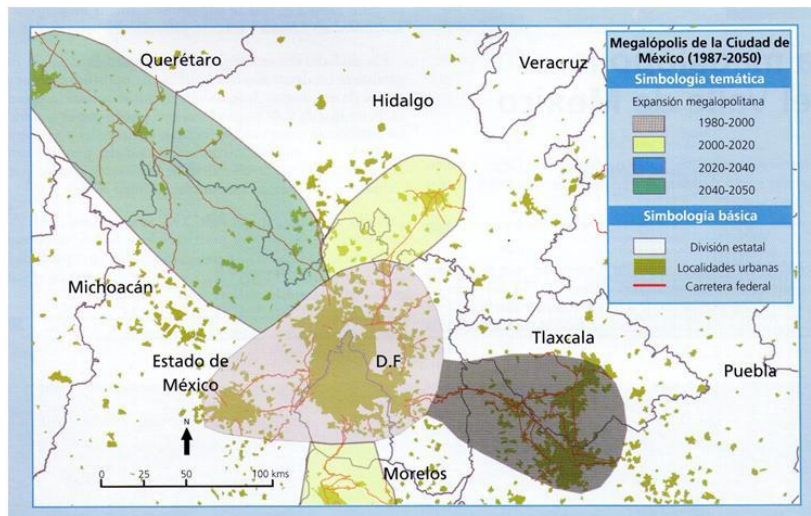 Megalópolis de la Ciudad de
México (1987-2050)
Simbología temática
Expansión megalopolitana
1980-2000
2000-2020
2020-2040
2040-2050
Simbología básica
División estatal
Localidades urbanas
Carretera federal
Querétaro
Veracruz
Hidalgo
Michoacán
Tlaxcala
Estado de
México
D.F
Puebla
Morelos
N
0 25 50 100 kms